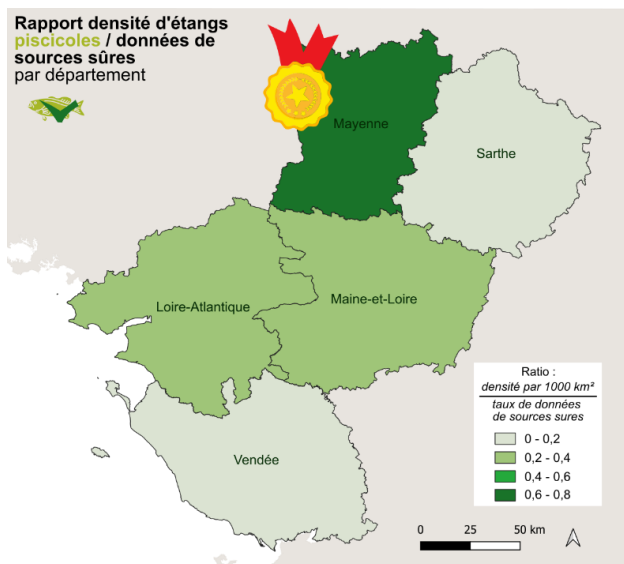 Rapport densité d'étangs
piscicoles / données de
sources sûres
par département
Mayenne
Sarthe
Loire-Atlantique
Maine-et-Loire
Vendée
Ratio :
densité par 1000 km²
taux de données
de sources sures
0 - 0,2
0,2 - 0,4
0,4 - 0,6
0,6 - 0,8
0 25 50 km